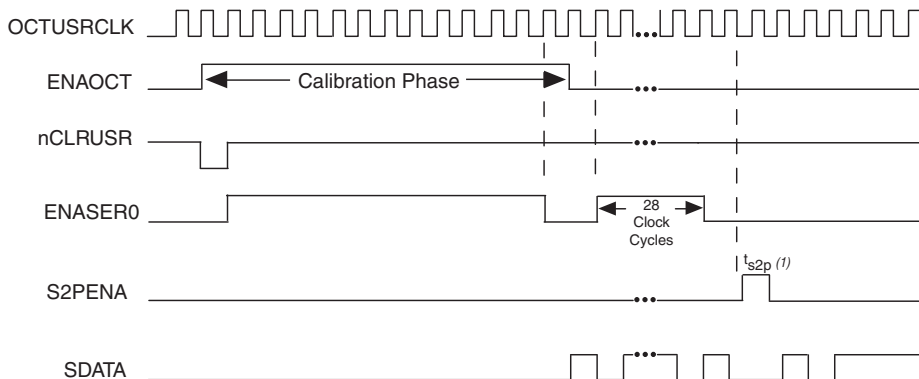 OCTUSRCLK
ENAOCT
Calibration Phase
nCLRUSR
ENASER0
28
Clock
Cycles
ts2p (1)
S2PENA
SDATA